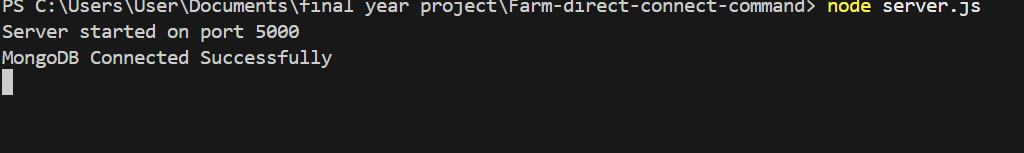 PS C:\Users\User\Documents\final year project\Farm-direct-connect-command> node server.js
Server started on port 5000
MongoDB Connected Successfully